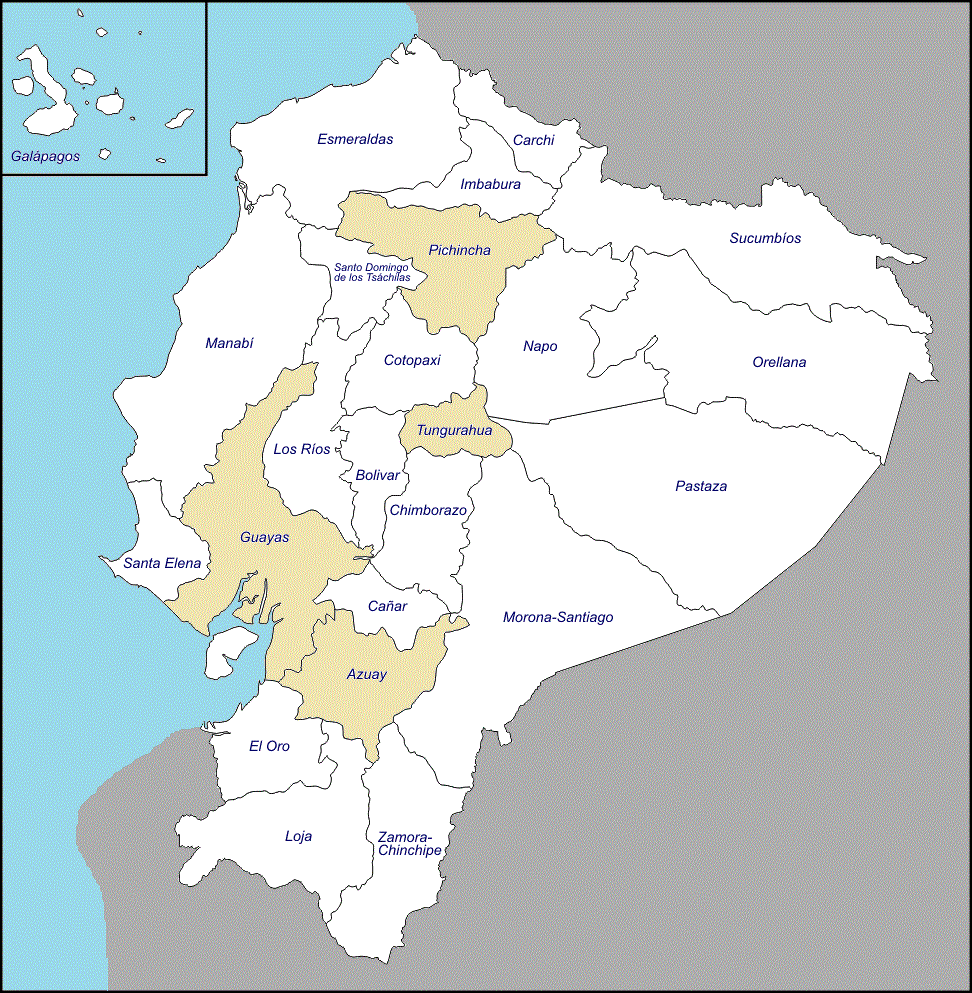 Galápagos
Esmeraldas
Carchi
Imbabura
Sucumbíos
Pichincha
Santo Domingo
de los Tsáchilas
Manabí
Cotopaxi
Napo
Orellana
Tungurahua
Los Ríos
Bolivar
Pastaza
Chimborazo
Guayas
Santa Elena
Cañar
Morona-Santiago
Azuay
El Oro
Loja
Zamora-
Chinchipe